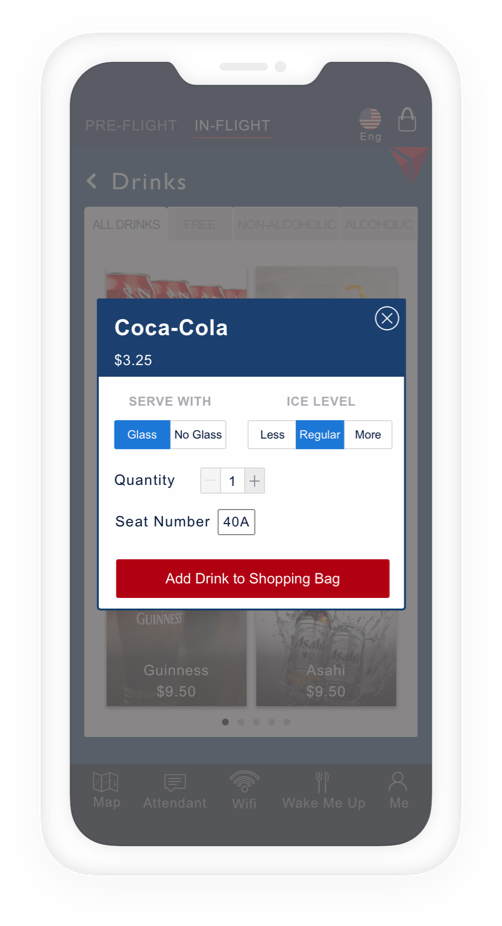 PRE-FLIGHT IN-FLIGHT
Eng
Drinks
ALL DRINKS FREE NON-ALCOHOLIC ALCOHOLIC
Coca-Cola
$3.25
SERVE WITH ICE LEVEL
Glass No Glass Less Regular More
Quantity 1
Seat Number 40A
Add Drink to Shopping Bag
GUINNESS
Asahi
Asahi
Guinness Asahi
$9.50 $9.50
Map Attendant Wifi Wake Me Up Me